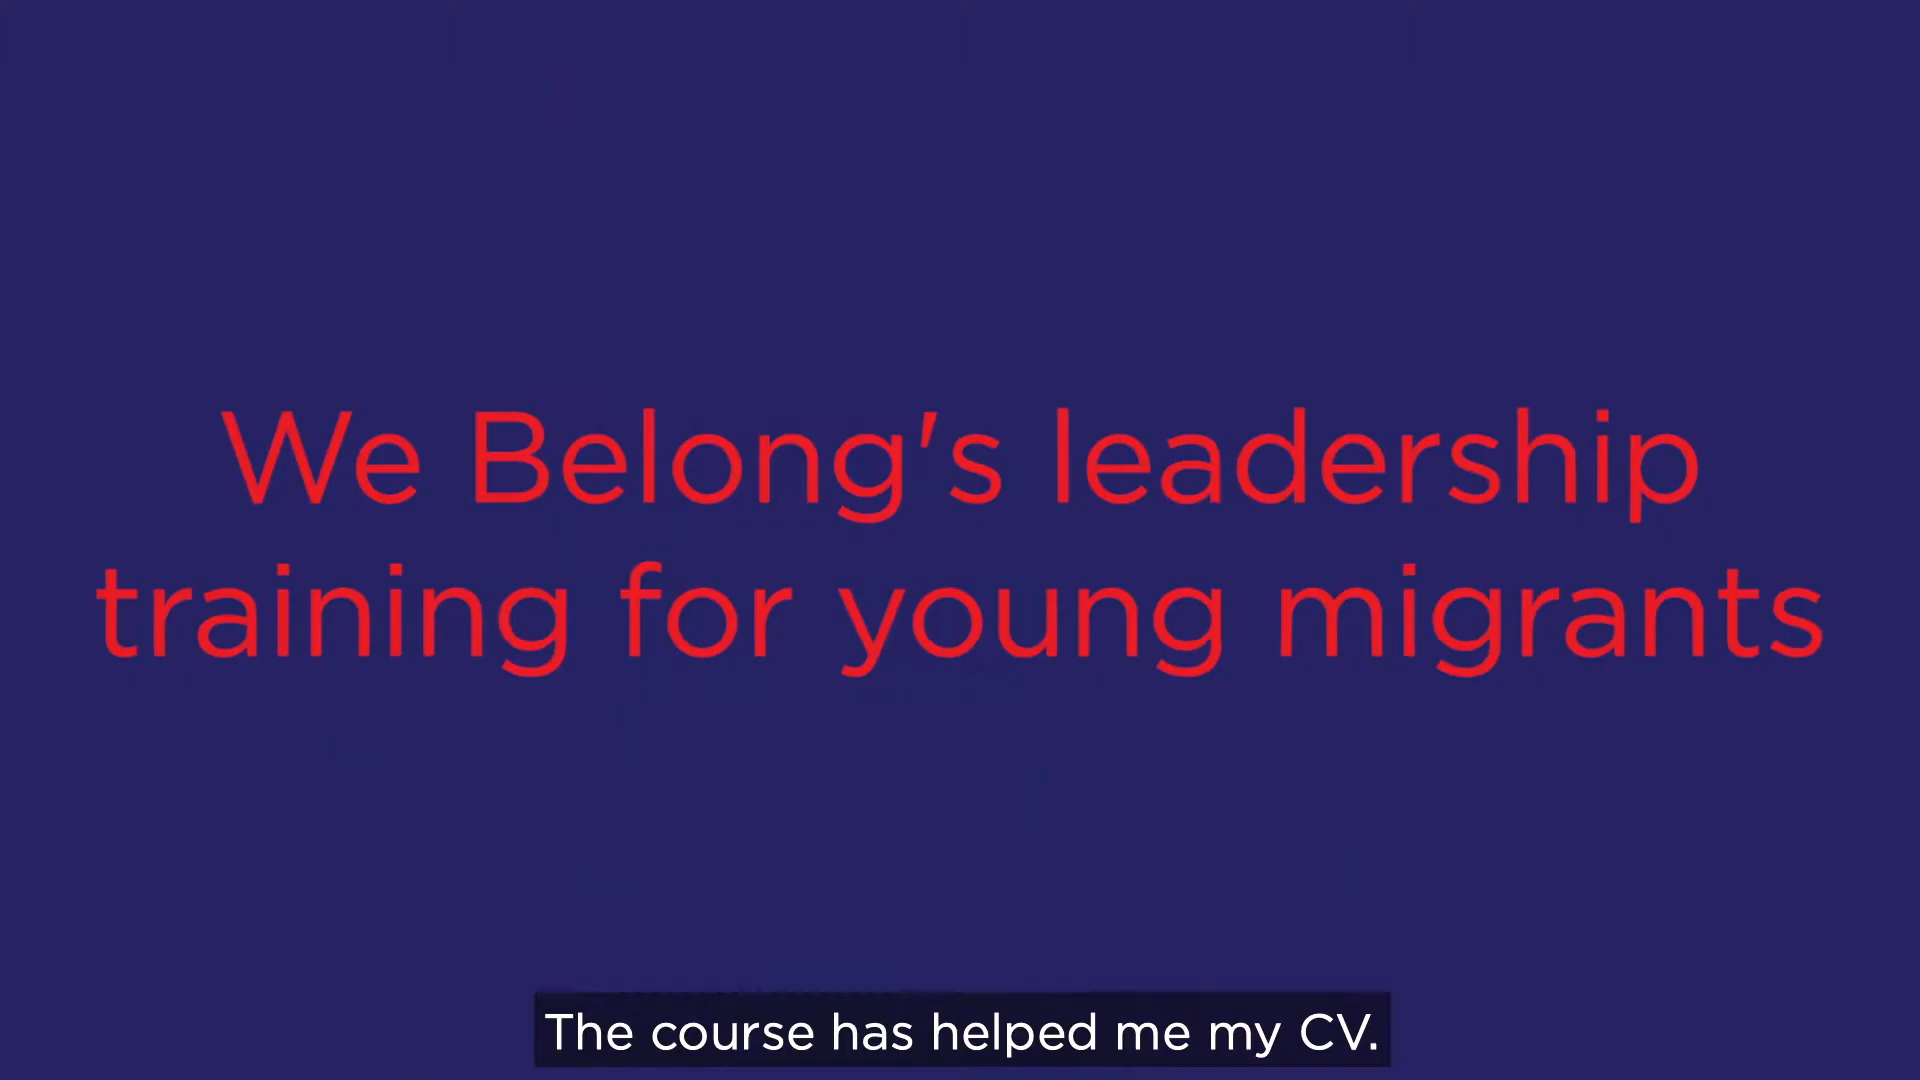 We Belong's leadership
training for young migrants
The course has helped me my CV.